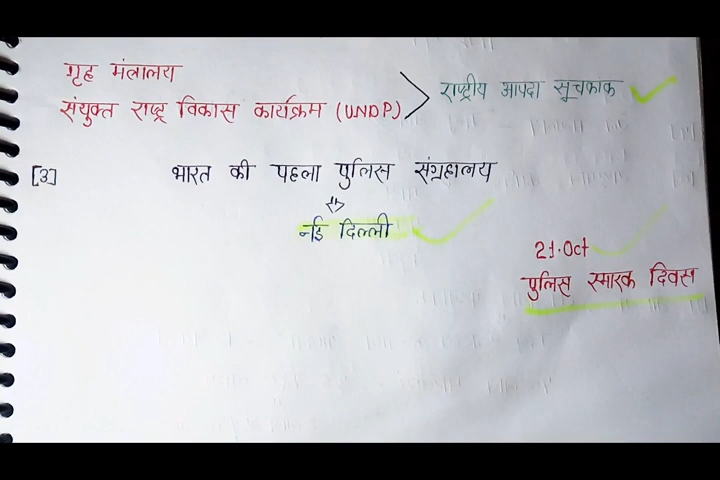 गृह मंत्रालय
संयुक्त राष्ट्र विकास कार्यक्रम (UNDP)
राष्ट्रीय आपदा सूचकाक
[3] भारत की पहला पुलिस संग्रहालय
नई दिल्ली
21.Oct
पुलिस स्मारक दिवस